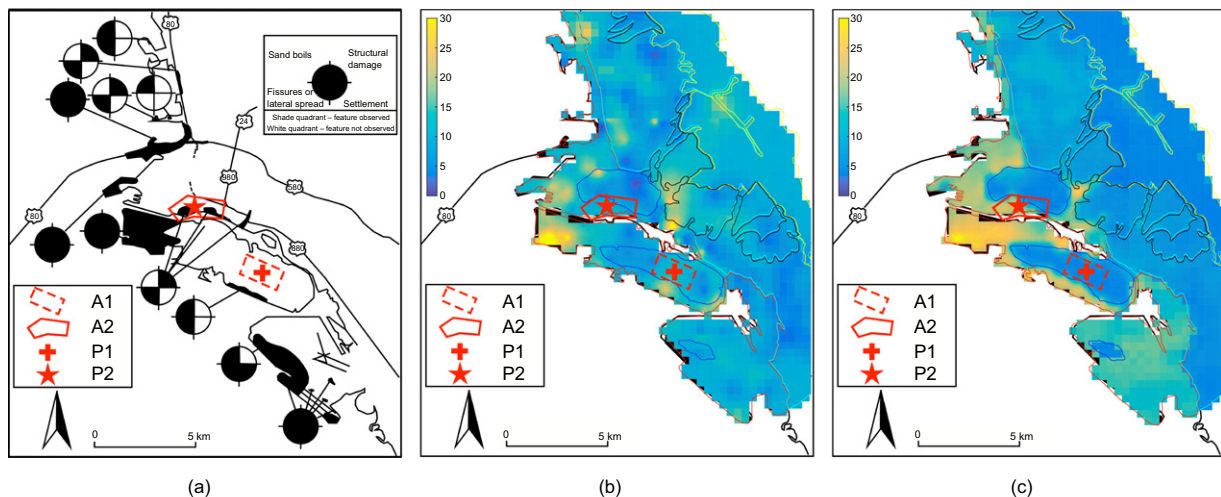 80
Sand boils
Structural
damage
Fissures or
lateral spread
Settlement
Shade quadrant – feature observed
White quadrant – feature not observed
24
980
580
80
880
A1
A2
P1
P2
0
5 km
(a)
30
25
20
15
10
5
0
80
A1
A2
P1
P2
0
5 km
(b)
30
25
20
15
10
5
0
80
A1
A2
P1
P2
0
5 km
(c)